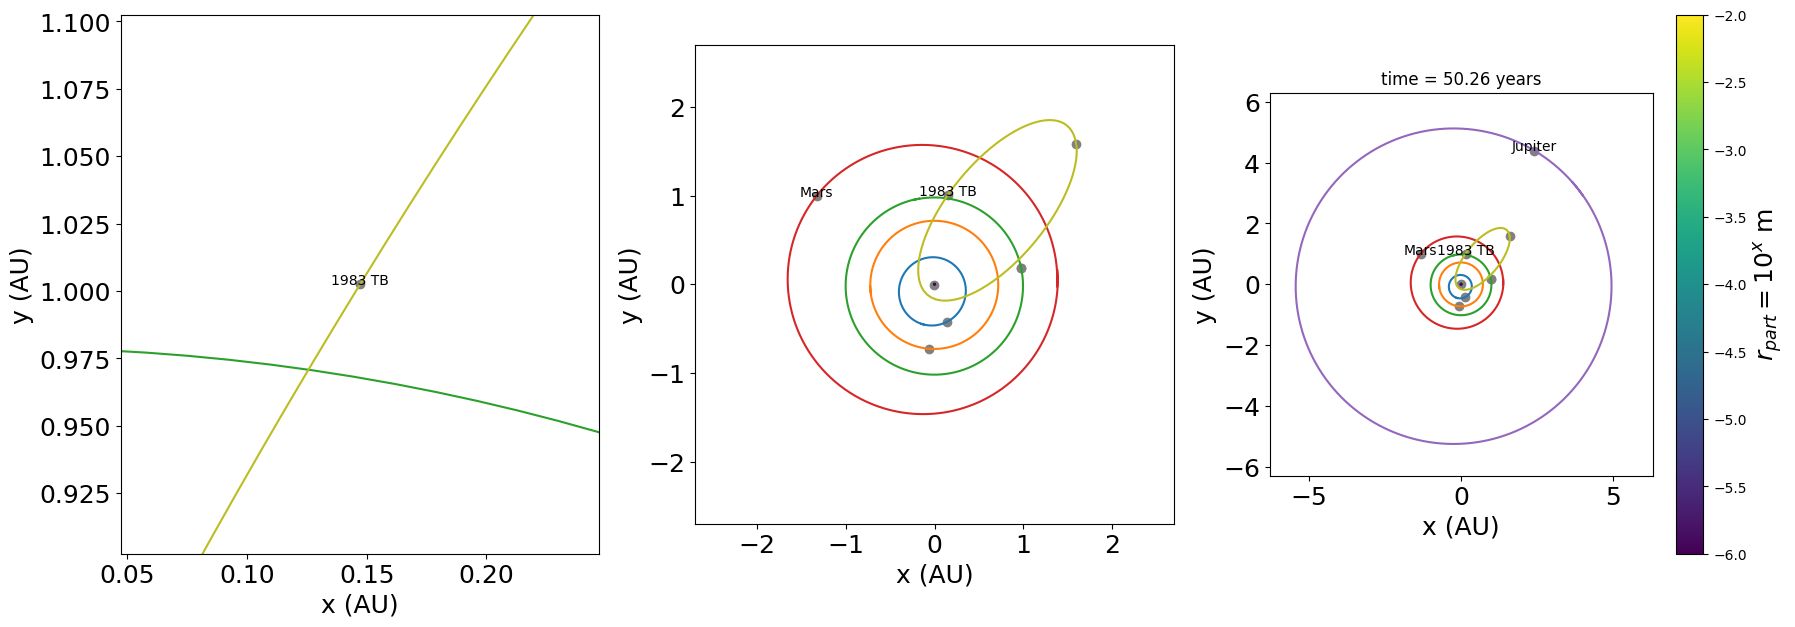 1.100
1.075
1.050
1.025
1.000
0.975
0.950
0.925
0.05 0.10 0.15 0.20
x (AU)
y (AU)
1983 TB
2
1
0
−1
−2
−2 −1 0 1 2
x (AU)
y (AU)
Mars
1983 TB
time = 50.26 years
6
4
2
0
−2
−4
−6
−5 0 5
x (AU)
y (AU)
Jupiter
Mars 1983 TB
−2.0
−2.5
−3.0
−3.5
−4.0
−4.5
−5.0
−5.5
−6.0
r_part = 10^x m